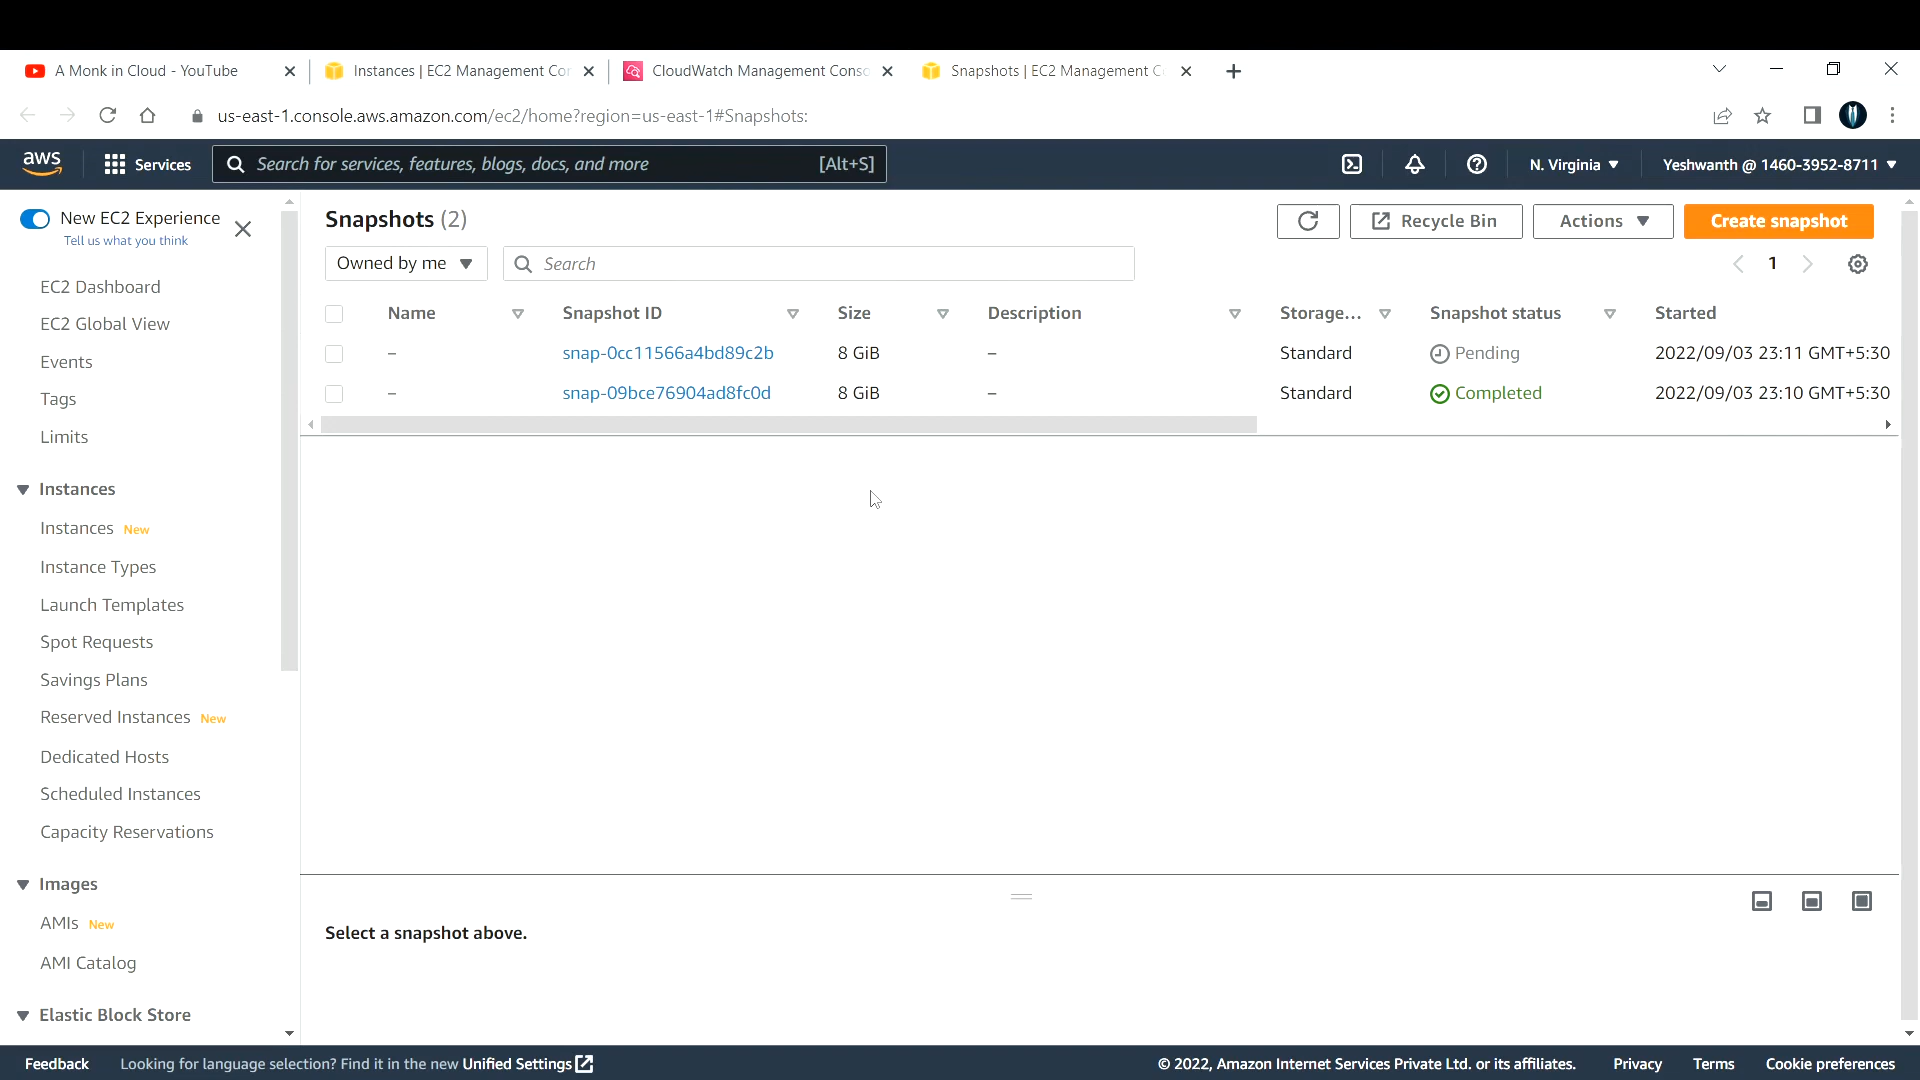 A Monk in Cloud - YouTube
Instances | EC2 Management Con
CloudWatch Management Conso
Snapshots | EC2 Management C
us-east-1.console.aws.amazon.com/ec2/home?region=us-east-1#Snapshots:
aws
Services
Search for services, features, blogs, docs, and more
[Alt+S]
N. Virginia
Yeshwanth @ 1460-3952-8711
New EC2 Experience
Tell us what you think
EC2 Dashboard
EC2 Global View
Events
Tags
Limits
Instances
Instances New
Instance Types
Launch Templates
Spot Requests
Savings Plans
Reserved Instances New
Dedicated Hosts
Scheduled Instances
Capacity Reservations
Images
AMIs New
AMI Catalog
Elastic Block Store
Snapshots (2)
Recycle Bin
Actions
Create snapshot
Owned by me
Search
1
Name Snapshot ID Size Description Storage... Snapshot status Started
– snap-0cc11566a4bd89c2b 8 GiB – Standard Pending 2022/09/03 23:11 GMT+5:30
– snap-09bce76904ad8fc0d 8 GiB – Standard Completed 2022/09/03 23:10 GMT+5:30
Select a snapshot above.
Feedback
Looking for language selection? Find it in the new Unified Settings
© 2022, Amazon Internet Services Private Ltd. or its affiliates.
Privacy
Terms
Cookie preferences